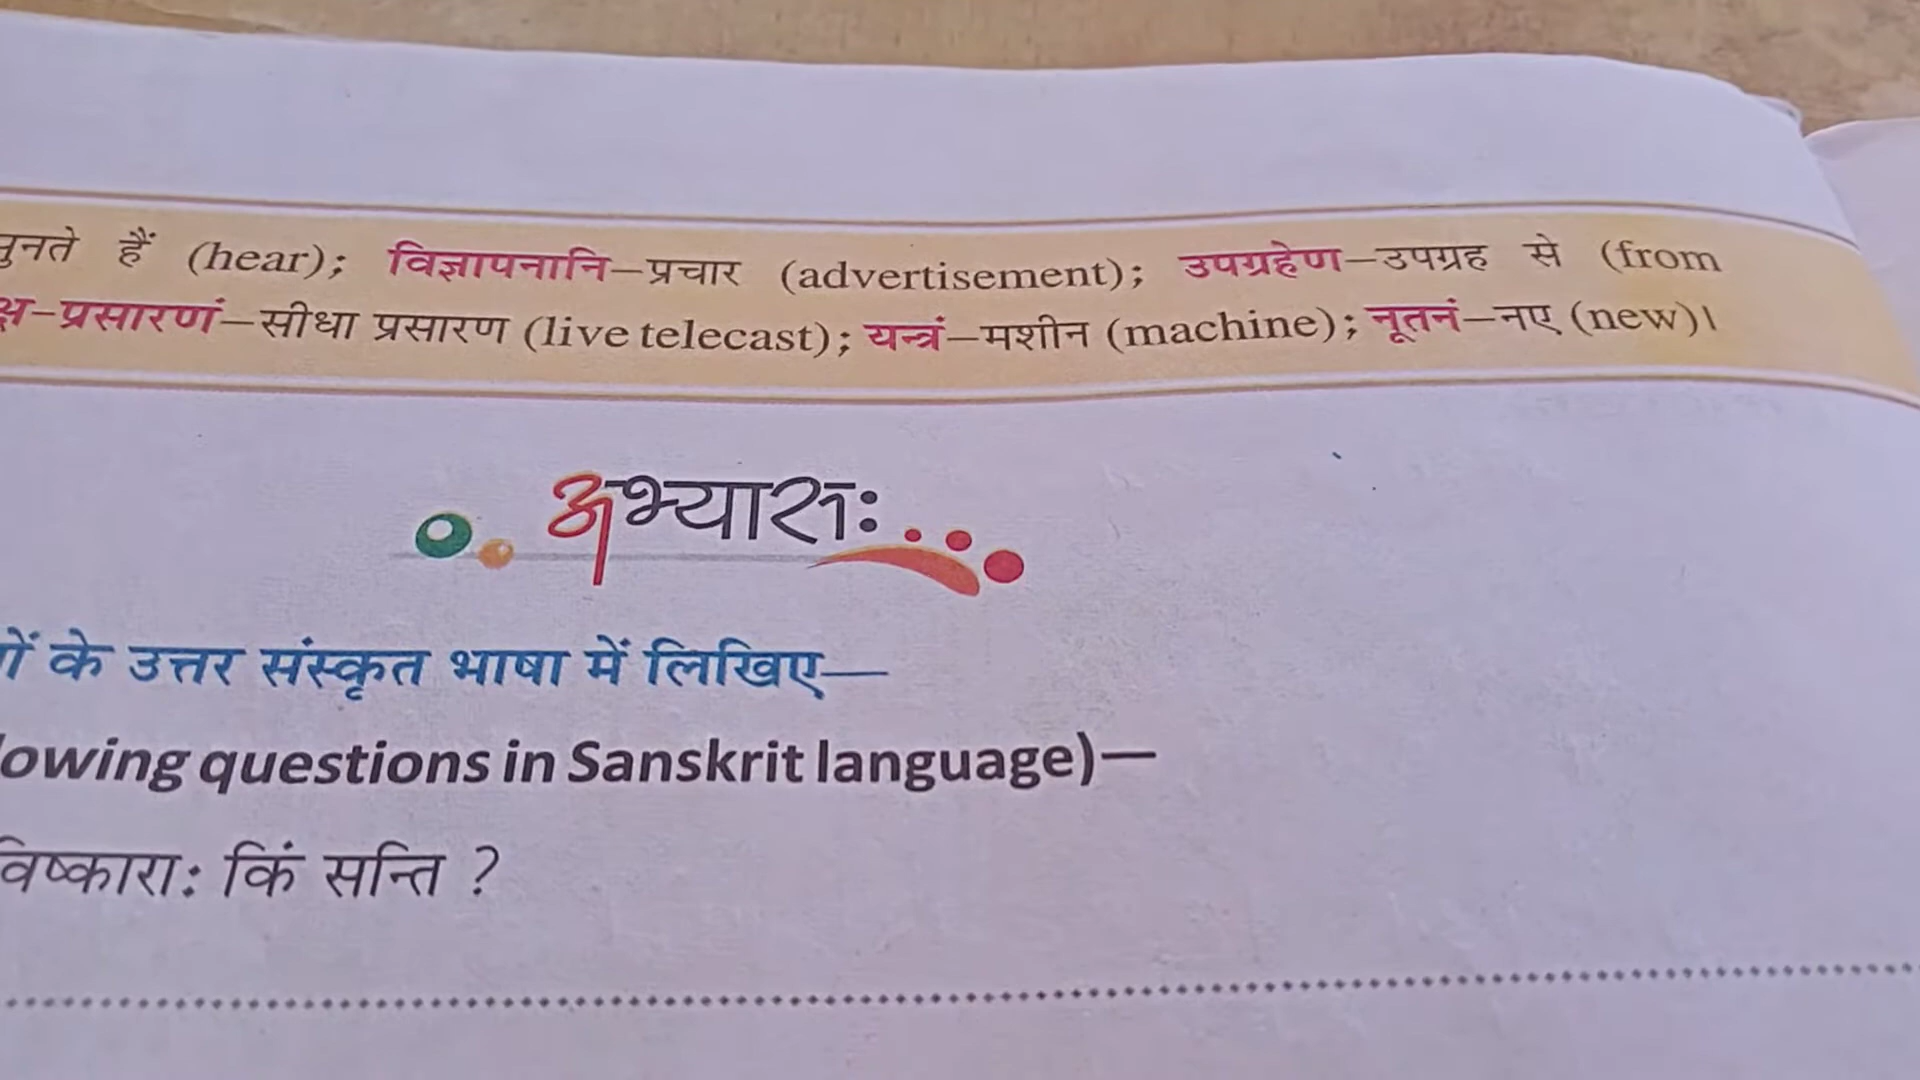 हैं (hear); विज्ञापनानि—प्रचार (advertisement); उपग्रहेण—उपग्रह से (from
प्रसारणं—सीधा प्रसारण (live telecast); यन्त्रं—मशीन (machine); नूतनं—नए (new)।
अभ्यासः
के उत्तर संस्कृत भाषा में लिखिए—
owing questions in Sanskrit language)—
विष्काराः किं सन्ति ?